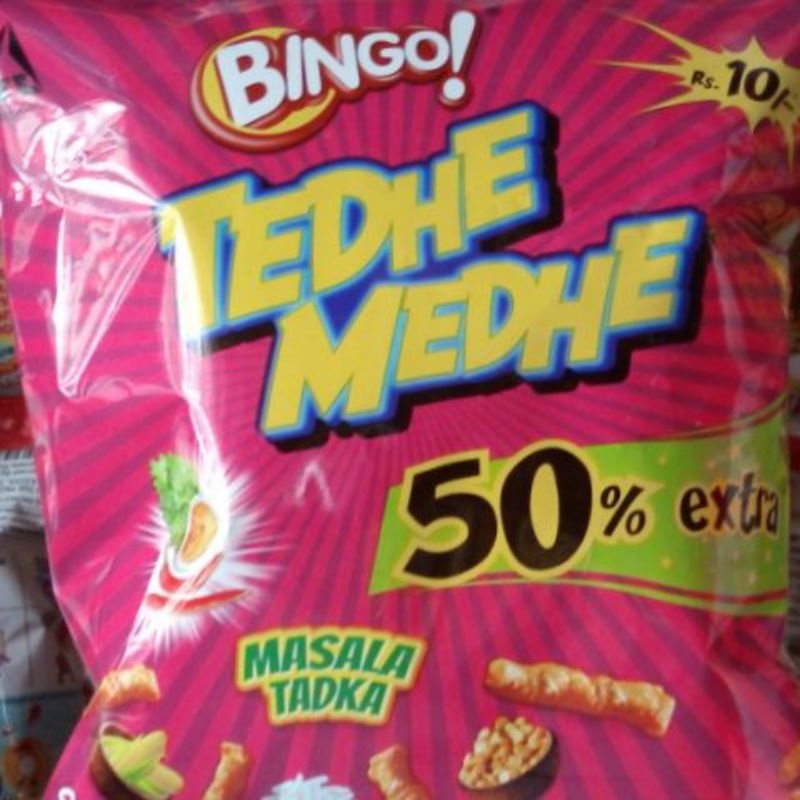 BINGO!
Rs. 10/-
TEDHE
MEDHE
50% extra
MASALA
TADKA